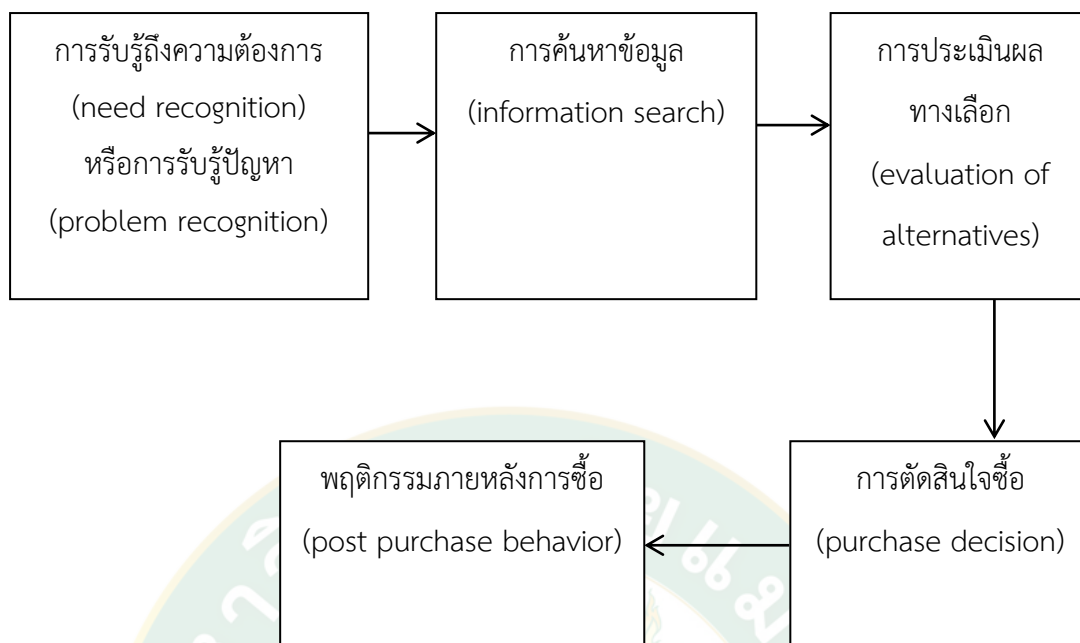 การรับรู้ถึงความต้องการ
(need recognition)
หรือการรับรู้ปัญหา
(problem recognition)
การค้นหาข้อมูล
(information search)
การประเมินผล
ทางเลือก
(evaluation of
alternatives)
การตัดสินใจซื้อ
(purchase decision)
พฤติกรรมภายหลังการซื้อ
(post purchase behavior)